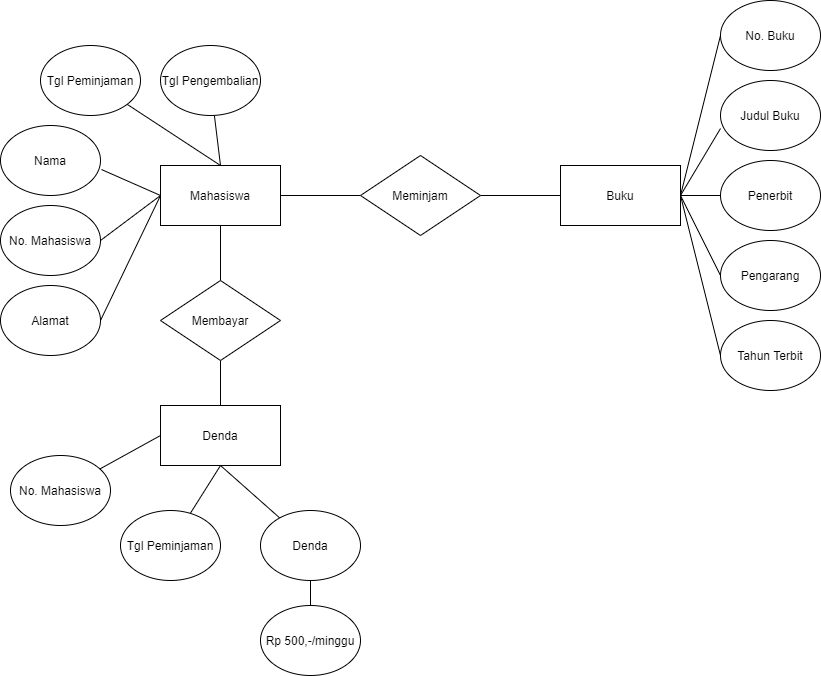 No. Buku
Tgl Peminjaman
Tgl Pengembalian
Judul Buku
Nama
Mahasiswa
Meminjam
Buku
Penerbit
No. Mahasiswa
Pengarang
Alamat
Membayar
Tahun Terbit
Denda
No. Mahasiswa
Tgl Peminjaman
Denda
Rp 500,-/minggu